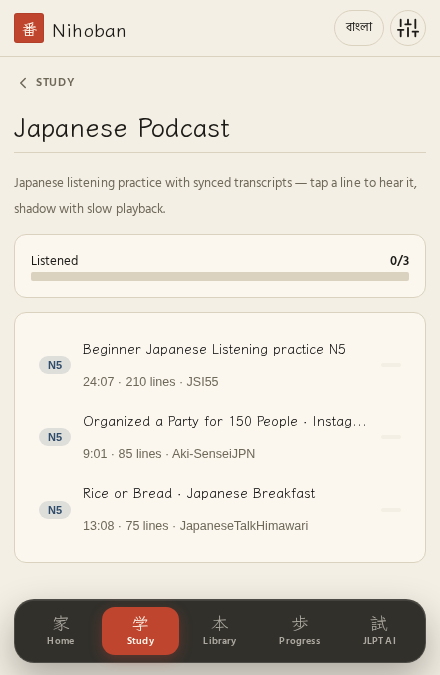 番 Nihoban
বাংলা
STUDY
Japanese Podcast
Japanese listening practice with synced transcripts — tap a line to hear it,
shadow with slow playback.
Listened 0/3
N5
Beginner Japanese Listening practice N5
24:07 · 210 lines · JSI55
N5
Organized a Party for 150 People · Instag…
9:01 · 85 lines · Aki-SenseiJPN
N5
Rice or Bread · Japanese Breakfast
13:08 · 75 lines · JapaneseTalkHimawari
家 学 本 歩 試
Home Study Library Progress JLPT AI